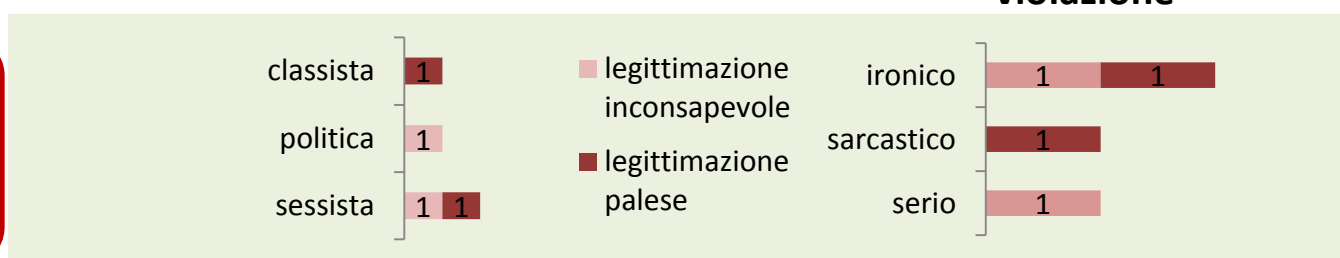 violazione
classista 1
politica 1
sessista 1 1
legittimazione
inconsapevole
legittimazione
palese
ironico 1 1
sarcastico 1
serio 1